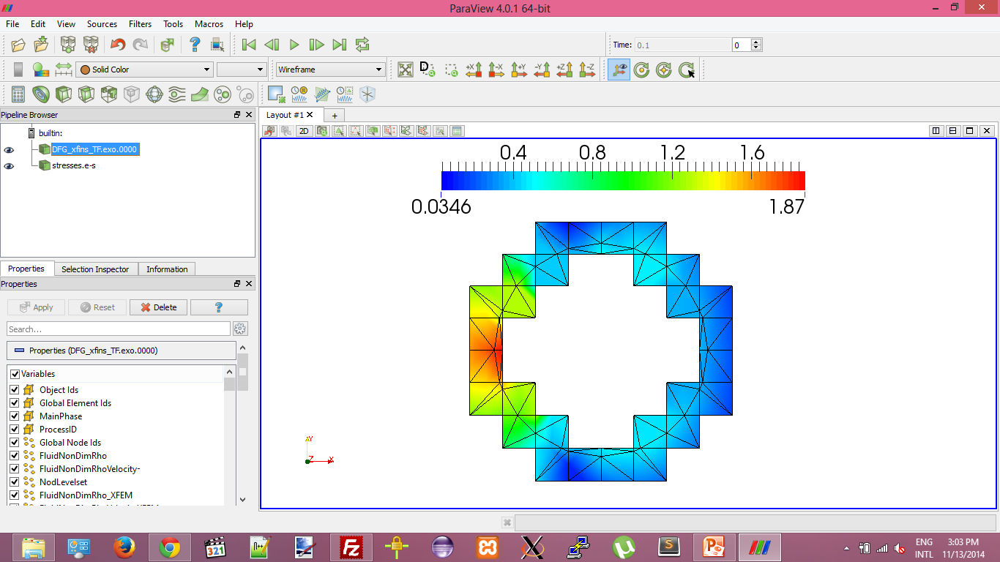 ParaView 4.0.1 64-bit
File Edit View Sources Filters Tools Macros Help
Time: 0.1 0
Solid Color Wireframe D +X -X +Y -Y +Z -Z
Pipeline Browser
Layout #1 +
builtin:
2D
DFG_xfins_TF.exo.0000
stresses.e-s
0.4 0.8 1.2 1.6
0.0346 1.87
Properties Selection Inspector Information
Properties
Apply Reset Delete ?
Search...
Properties (DFG_xfins_TF.exo.0000)
Variables
Object Ids
Global Element Ids
MainPhase
ProcessID
Global Node Ids
FluidNonDimRho
FluidNonDimRhoVelocity-
NodLevelset
FluidNonDimRho_XFEM
Y
Z X
321 N++ Fz X S P
ENG 3:03 PM
INTL 11/13/2014